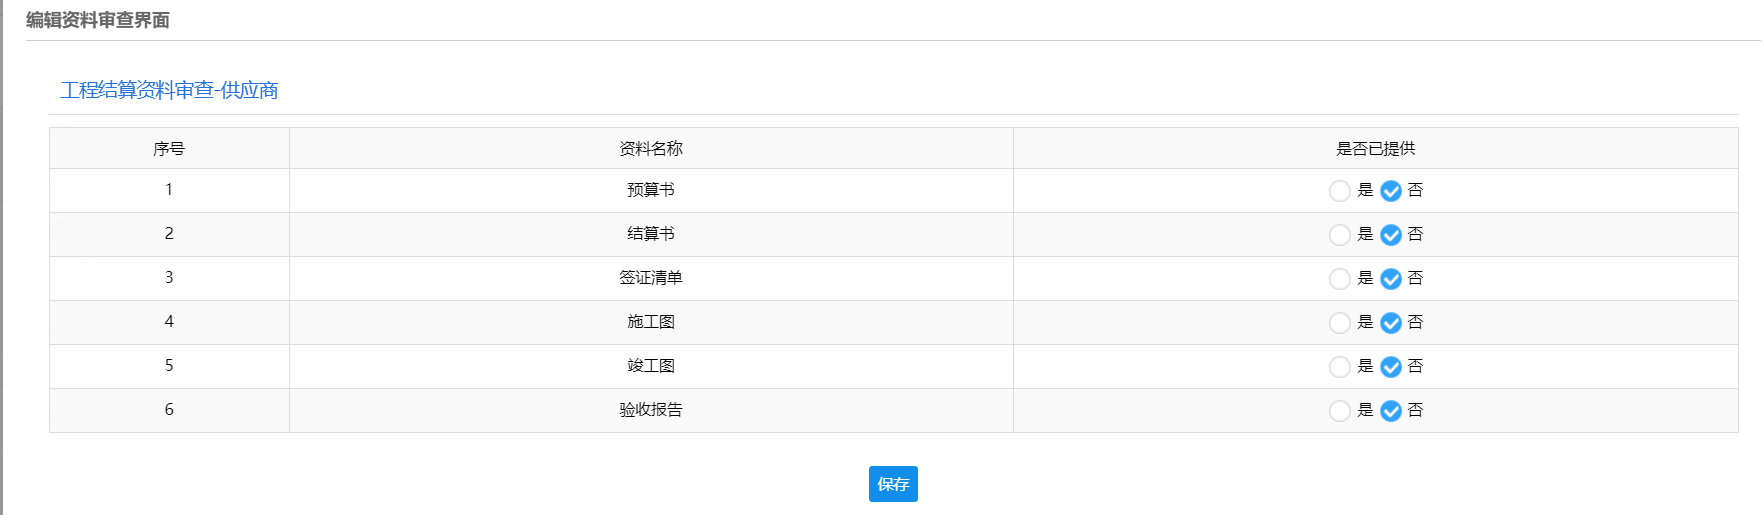 编辑资料审查界面
工程结算资料审查-供应商
序号 资料名称 是否已提供
1 预算书 是 否
2 结算书 是 否
3 签证清单 是 否
4 施工图 是 否
5 竣工图 是 否
6 验收报告 是 否
保存